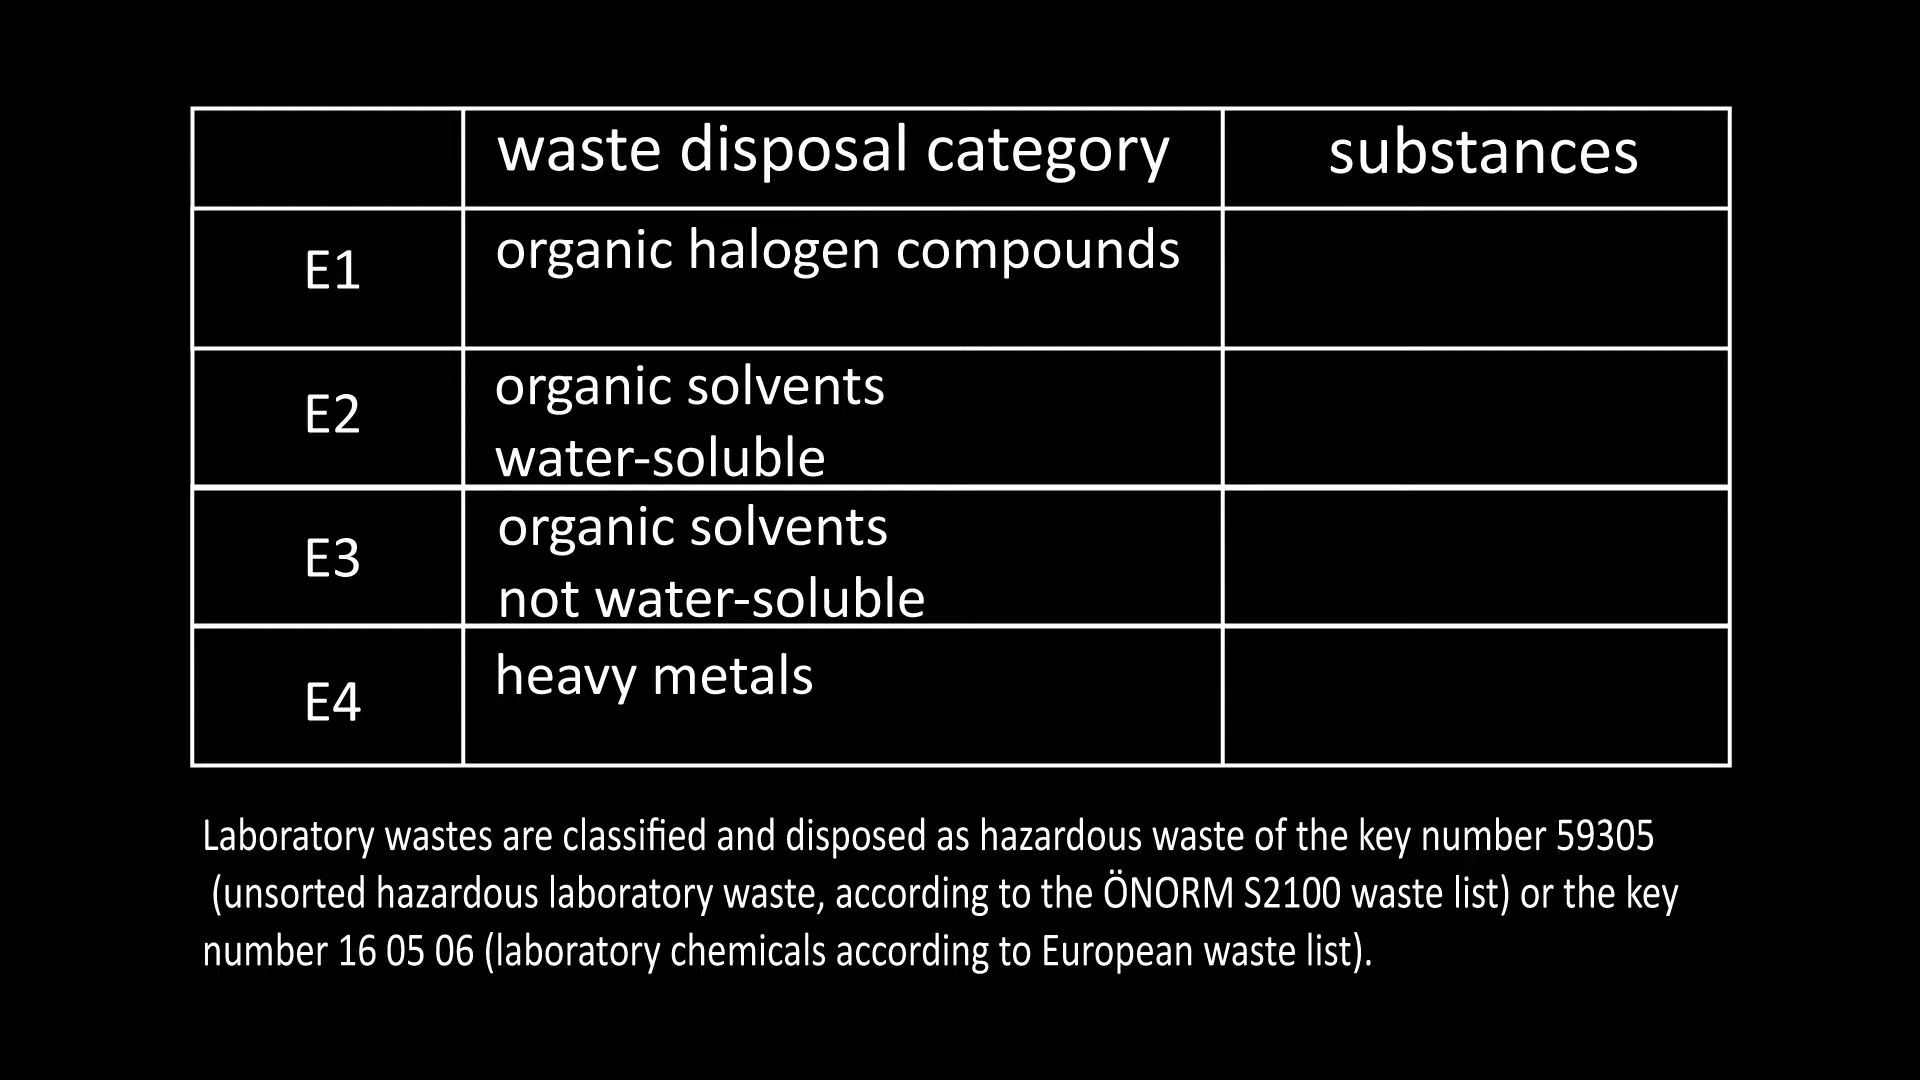 waste disposal category substances
E1 organic halogen compounds
E2 organic solvents
water-soluble
E3 organic solvents
not water-soluble
E4 heavy metals
Laboratory wastes are classified and disposed as hazardous waste of the key number 59305
(unsorted hazardous laboratory waste, according to the ÖNORM S2100 waste list) or the key
number 16 05 06 (laboratory chemicals according to European waste list).